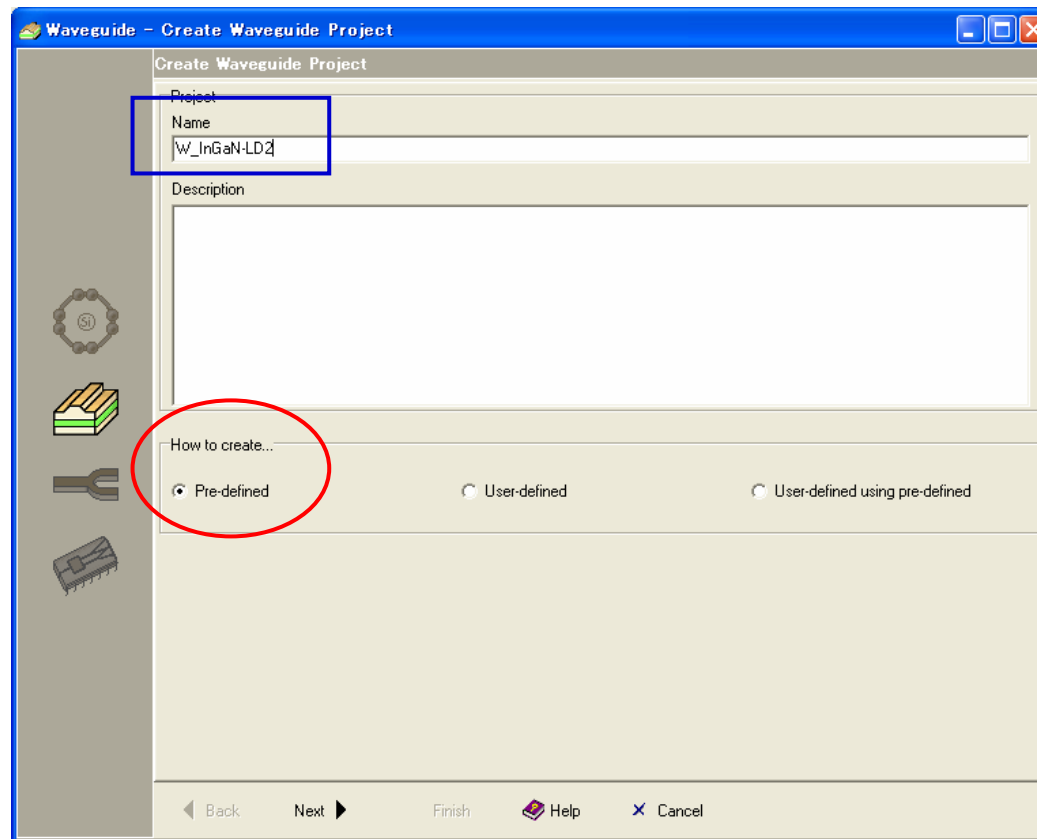 Waveguide - Create Waveguide Project
Create Waveguide Project
Project
Name
W_InGaN-LD2
Description
Si
How to create...
Pre-defined User-defined User-defined using pre-defined
Back Next Finish Help Cancel